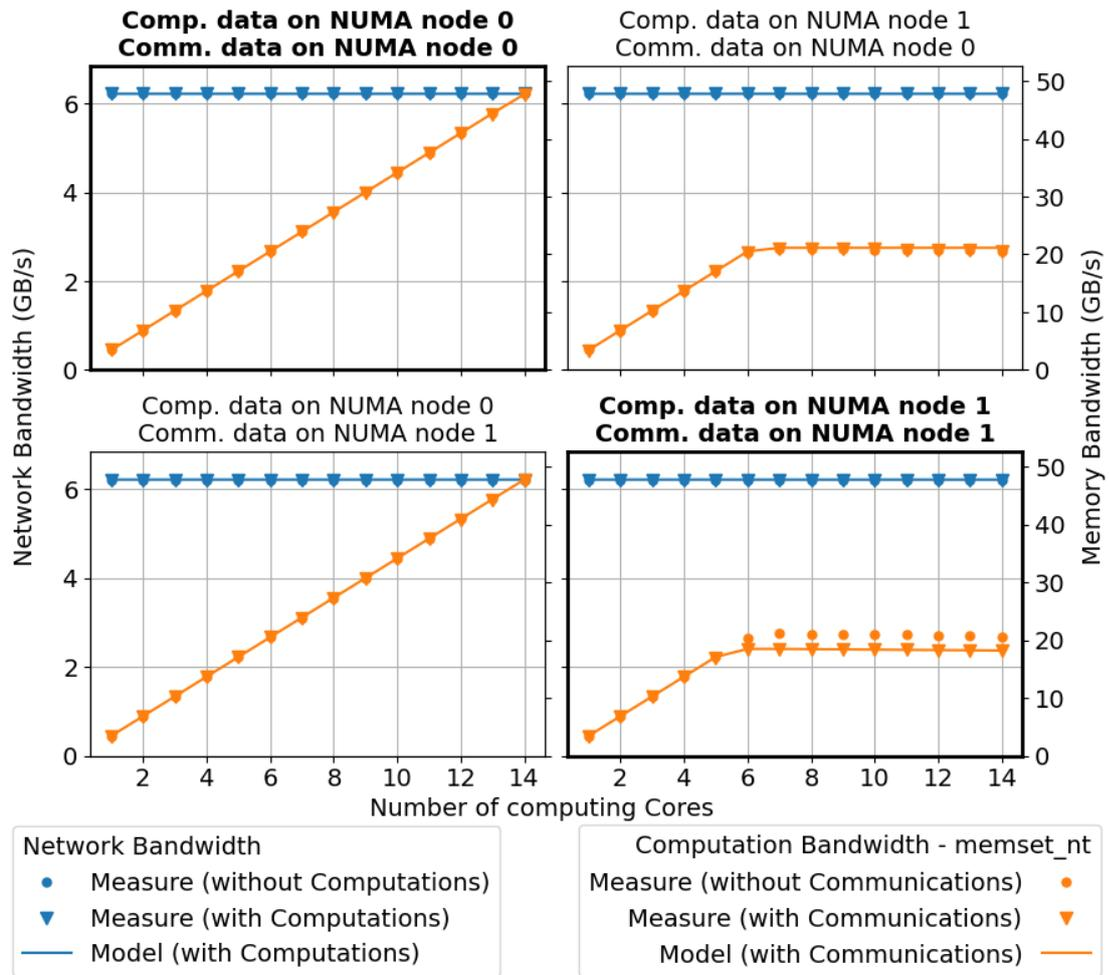 Comp. data on NUMA node 0
Comm. data on NUMA node 0
Comp. data on NUMA node 1
Comm. data on NUMA node 0
6
4
2
0
50
40
30
20
10
0
Comp. data on NUMA node 0
Comm. data on NUMA node 1
Comp. data on NUMA node 1
Comm. data on NUMA node 1
6
4
2
0
50
40
30
20
10
0
2 4 6 8 10 12 14
2 4 6 8 10 12 14
Network Bandwidth (GB/s)
Memory Bandwidth (GB/s)
Number of computing Cores
Network Bandwidth
Measure (without Computations)
Measure (with Computations)
Model (with Computations)
Computation Bandwidth - memset_nt
Measure (without Communications)
Measure (with Communications)
Model (with Communications)